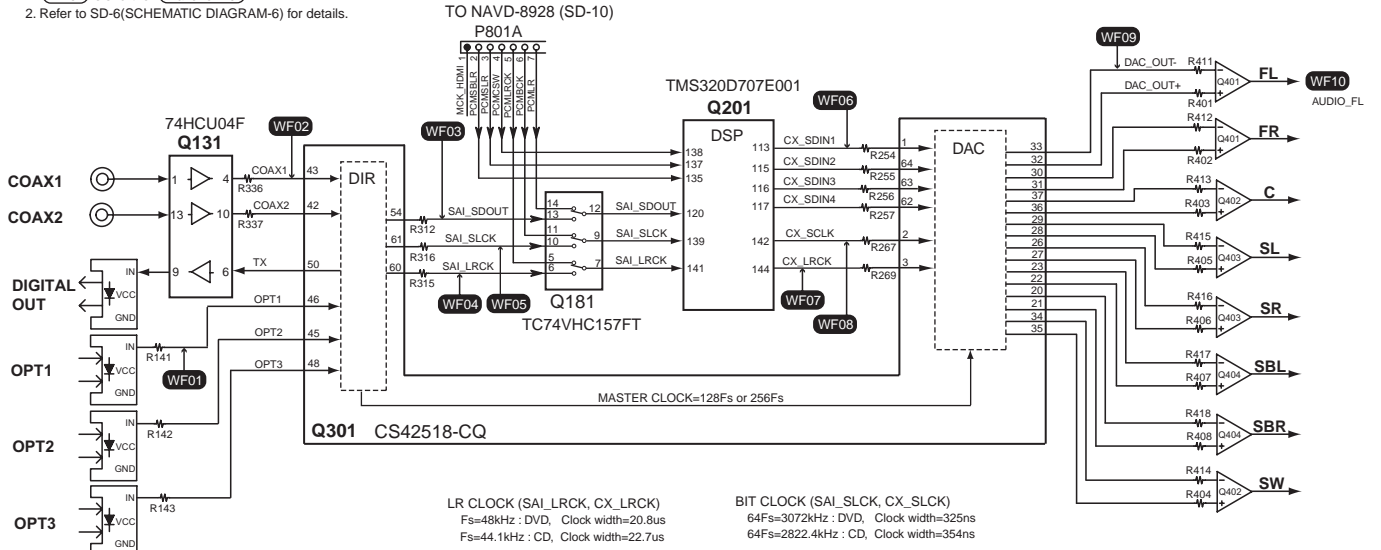 2. Refer to SD-6(SCHEMATIC DIAGRAM-6) for details.
TO NAVD-8928 (SD-10)
P801A
1 2 3 4 5 6 7
MCK_HDMI
PCMSBLR
PCMSLR
PCMCSW
PCMLRCK
PCMBCK
PCMLR
74HCU04F
Q131
COAX1
COAX2
1 4
13 10
9 6
COAX1
R336
COAX2
R337
TX
WF02
43
42
50
46
45
48
DIR
DIGITAL
OUT
IN
VCC
GND
OPT1
IN
VCC
GND
R141
WF01
OPT1
OPT2
IN
VCC
GND
R142
OPT2
OPT3
IN
VCC
GND
R143
OPT3
54
61
60
R312
R316
R315
WF03
SAI_SDOUT
SAI_SLCK
SAI_LRCK
WF04
WF05
14
13
12
11
10
9
5
6
7
Q181
TC74VHC157FT
SAI_SDOUT
SAI_SLCK
SAI_LRCK
TMS320D707E001
Q201
DSP
138
137
135
120
139
141
113
115
116
117
142
144
WF06
CX_SDIN1
R254
CX_SDIN2
R255
CX_SDIN3
R256
CX_SDIN4
R257
CX_SCLK
R267
CX_LRCK
R269
WF07
WF08
1
64
63
62
2
3
DAC
MASTER CLOCK=128Fs or 256Fs
Q301 CS42518-CQ
33
32
30
31
37
36
29
28
26
27
23
22
20
21
34
35
WF09
DAC_OUT-
R411
DAC_OUT+
R401
Q401
FL
WF10
AUDIO_FL
R412
R402
Q401
FR
R413
R403
Q402
C
R415
R405
Q403
SL
R416
R406
Q403
SR
R417
R407
Q404
SBL
R418
R408
Q404
SBR
R414
R404
Q402
SW
LR CLOCK (SAI_LRCK, CX_LRCK)
Fs=48kHz : DVD, Clock width=20.8us
Fs=44.1kHz : CD, Clock width=22.7us
BIT CLOCK (SAI_SLCK, CX_SLCK)
64Fs=3072kHz : DVD, Clock width=325ns
64Fs=2822.4kHz : CD, Clock width=354ns